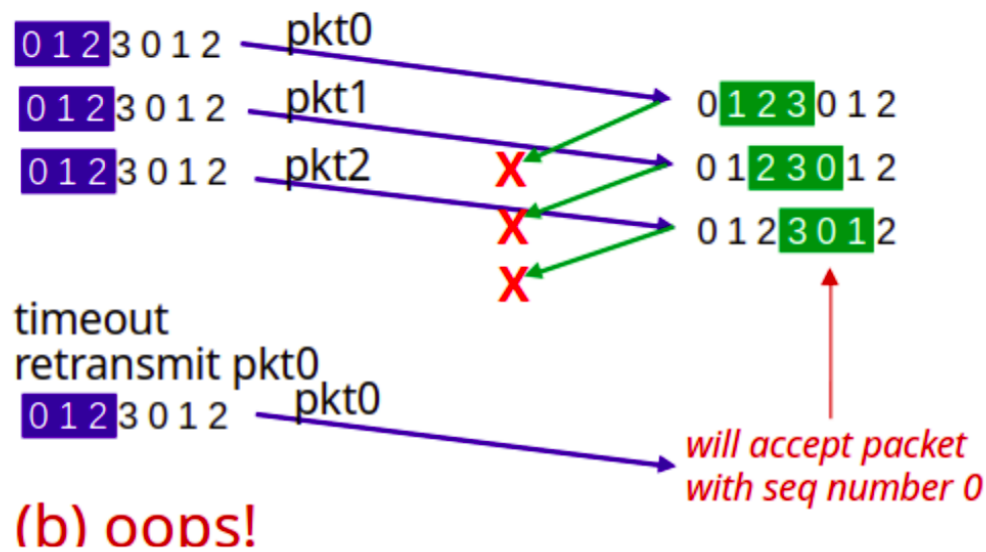 0 1 2 3 0 1 2 pkt0
0 1 2 3 0 1 2
0 1 2 3 0 1 2 pkt1
X 0 1 2 3 0 1 2
0 1 2 3 0 1 2 pkt2
X 0 1 2 3 0 1 2
X
timeout
retransmit pkt0
0 1 2 3 0 1 2 pkt0
will accept packet
with seq number 0
(b) oops!